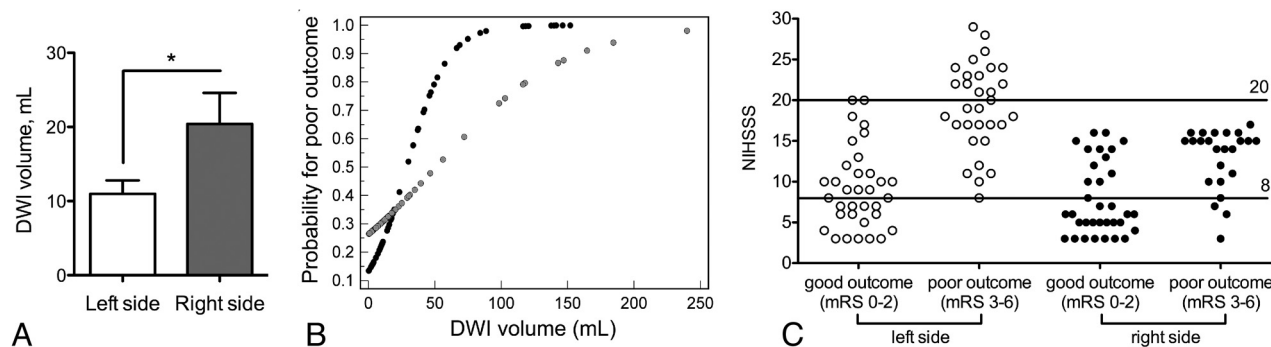 A
DWI volume, mL
30
20
10
0
*
Left side
Right side
B
Probability for poor outcome
1.0
0.9
0.8
0.7
0.6
0.5
0.4
0.3
0.2
0.1
0
50
100
150
200
250
DWI volume (mL)
C
NIHSSS
30
25
20
15
10
5
0
20
8
good outcome
(mRS 0-2)
poor outcome
(mRS 3-6)
good outcome
(mRS 0-2)
poor outcome
(mRS 3-6)
left side
right side